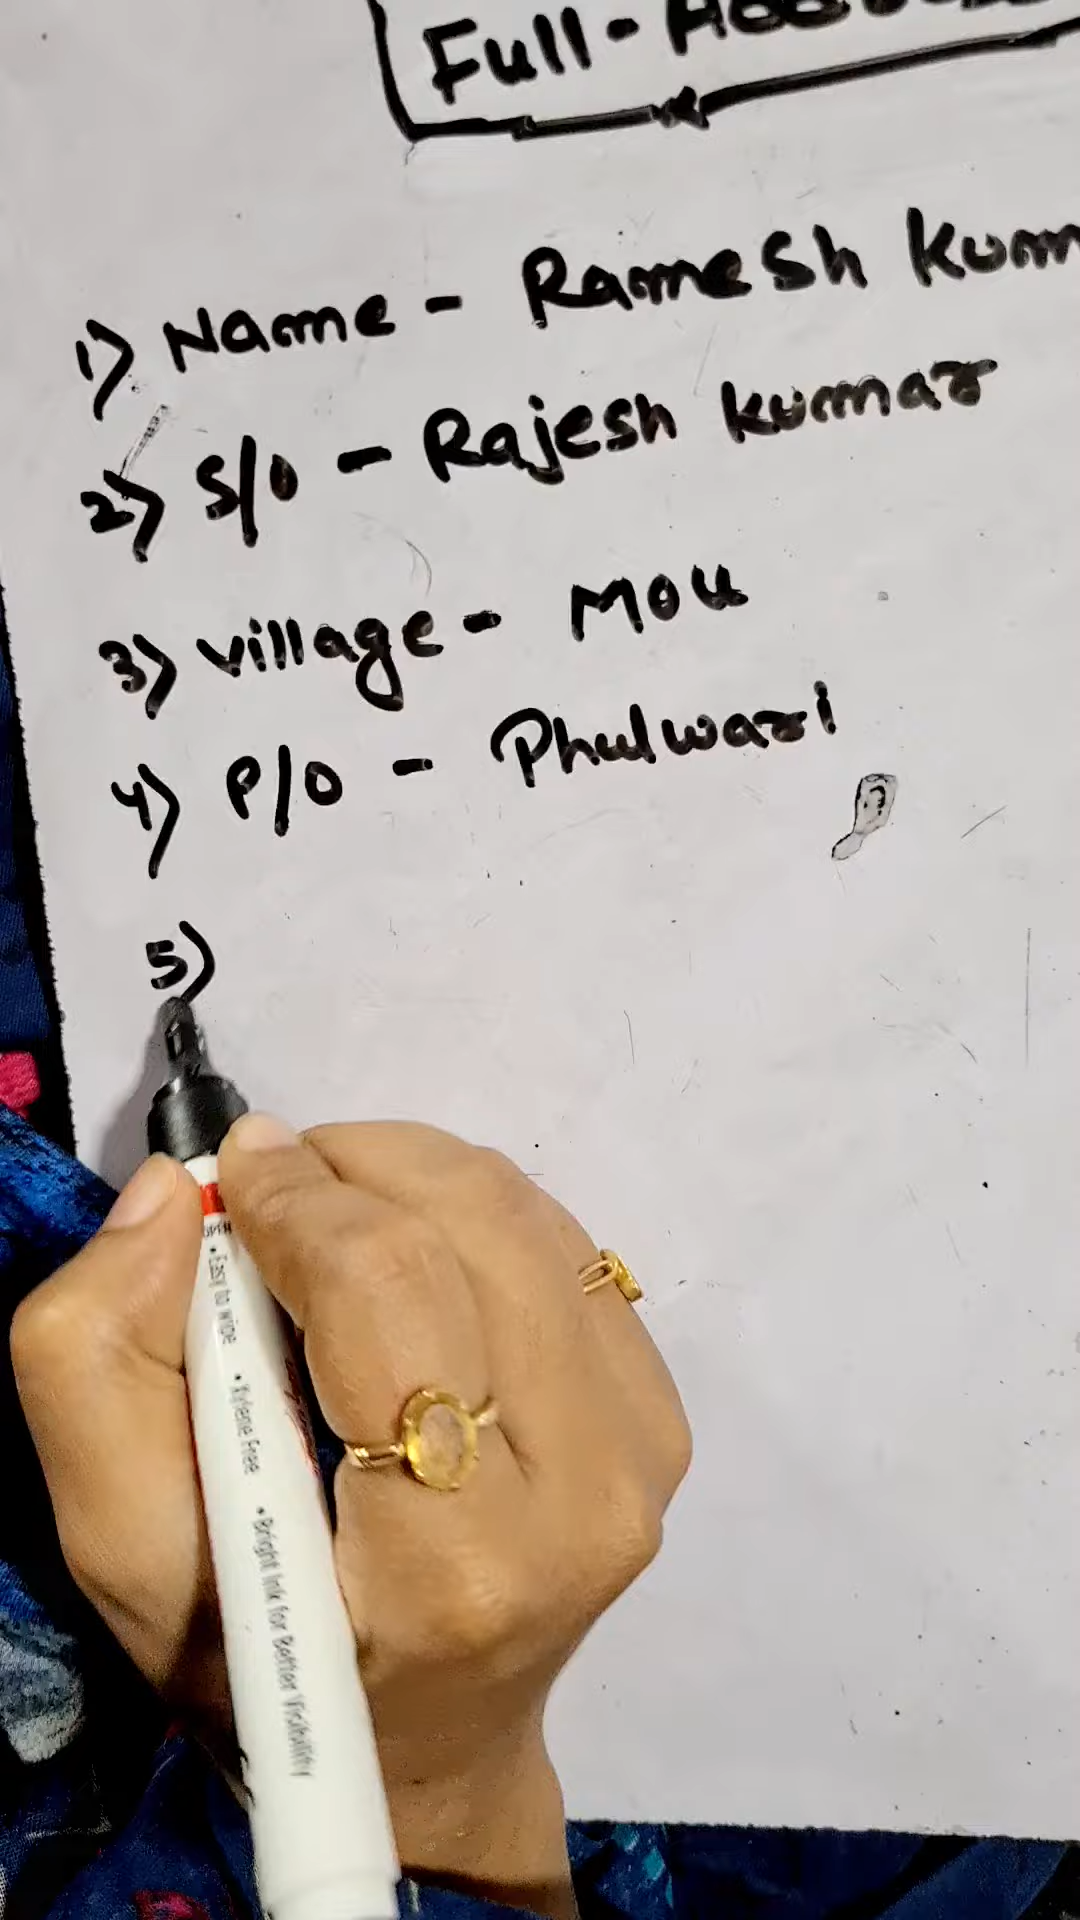 Full-
1) Name - Ramesh Kum
2) S/O - Rajesh Kumar
3) Village - Mou
4) P/O - Phulwari
5)
• Easy to wipe • Xylene Free • Bright Ink for Better Visibility